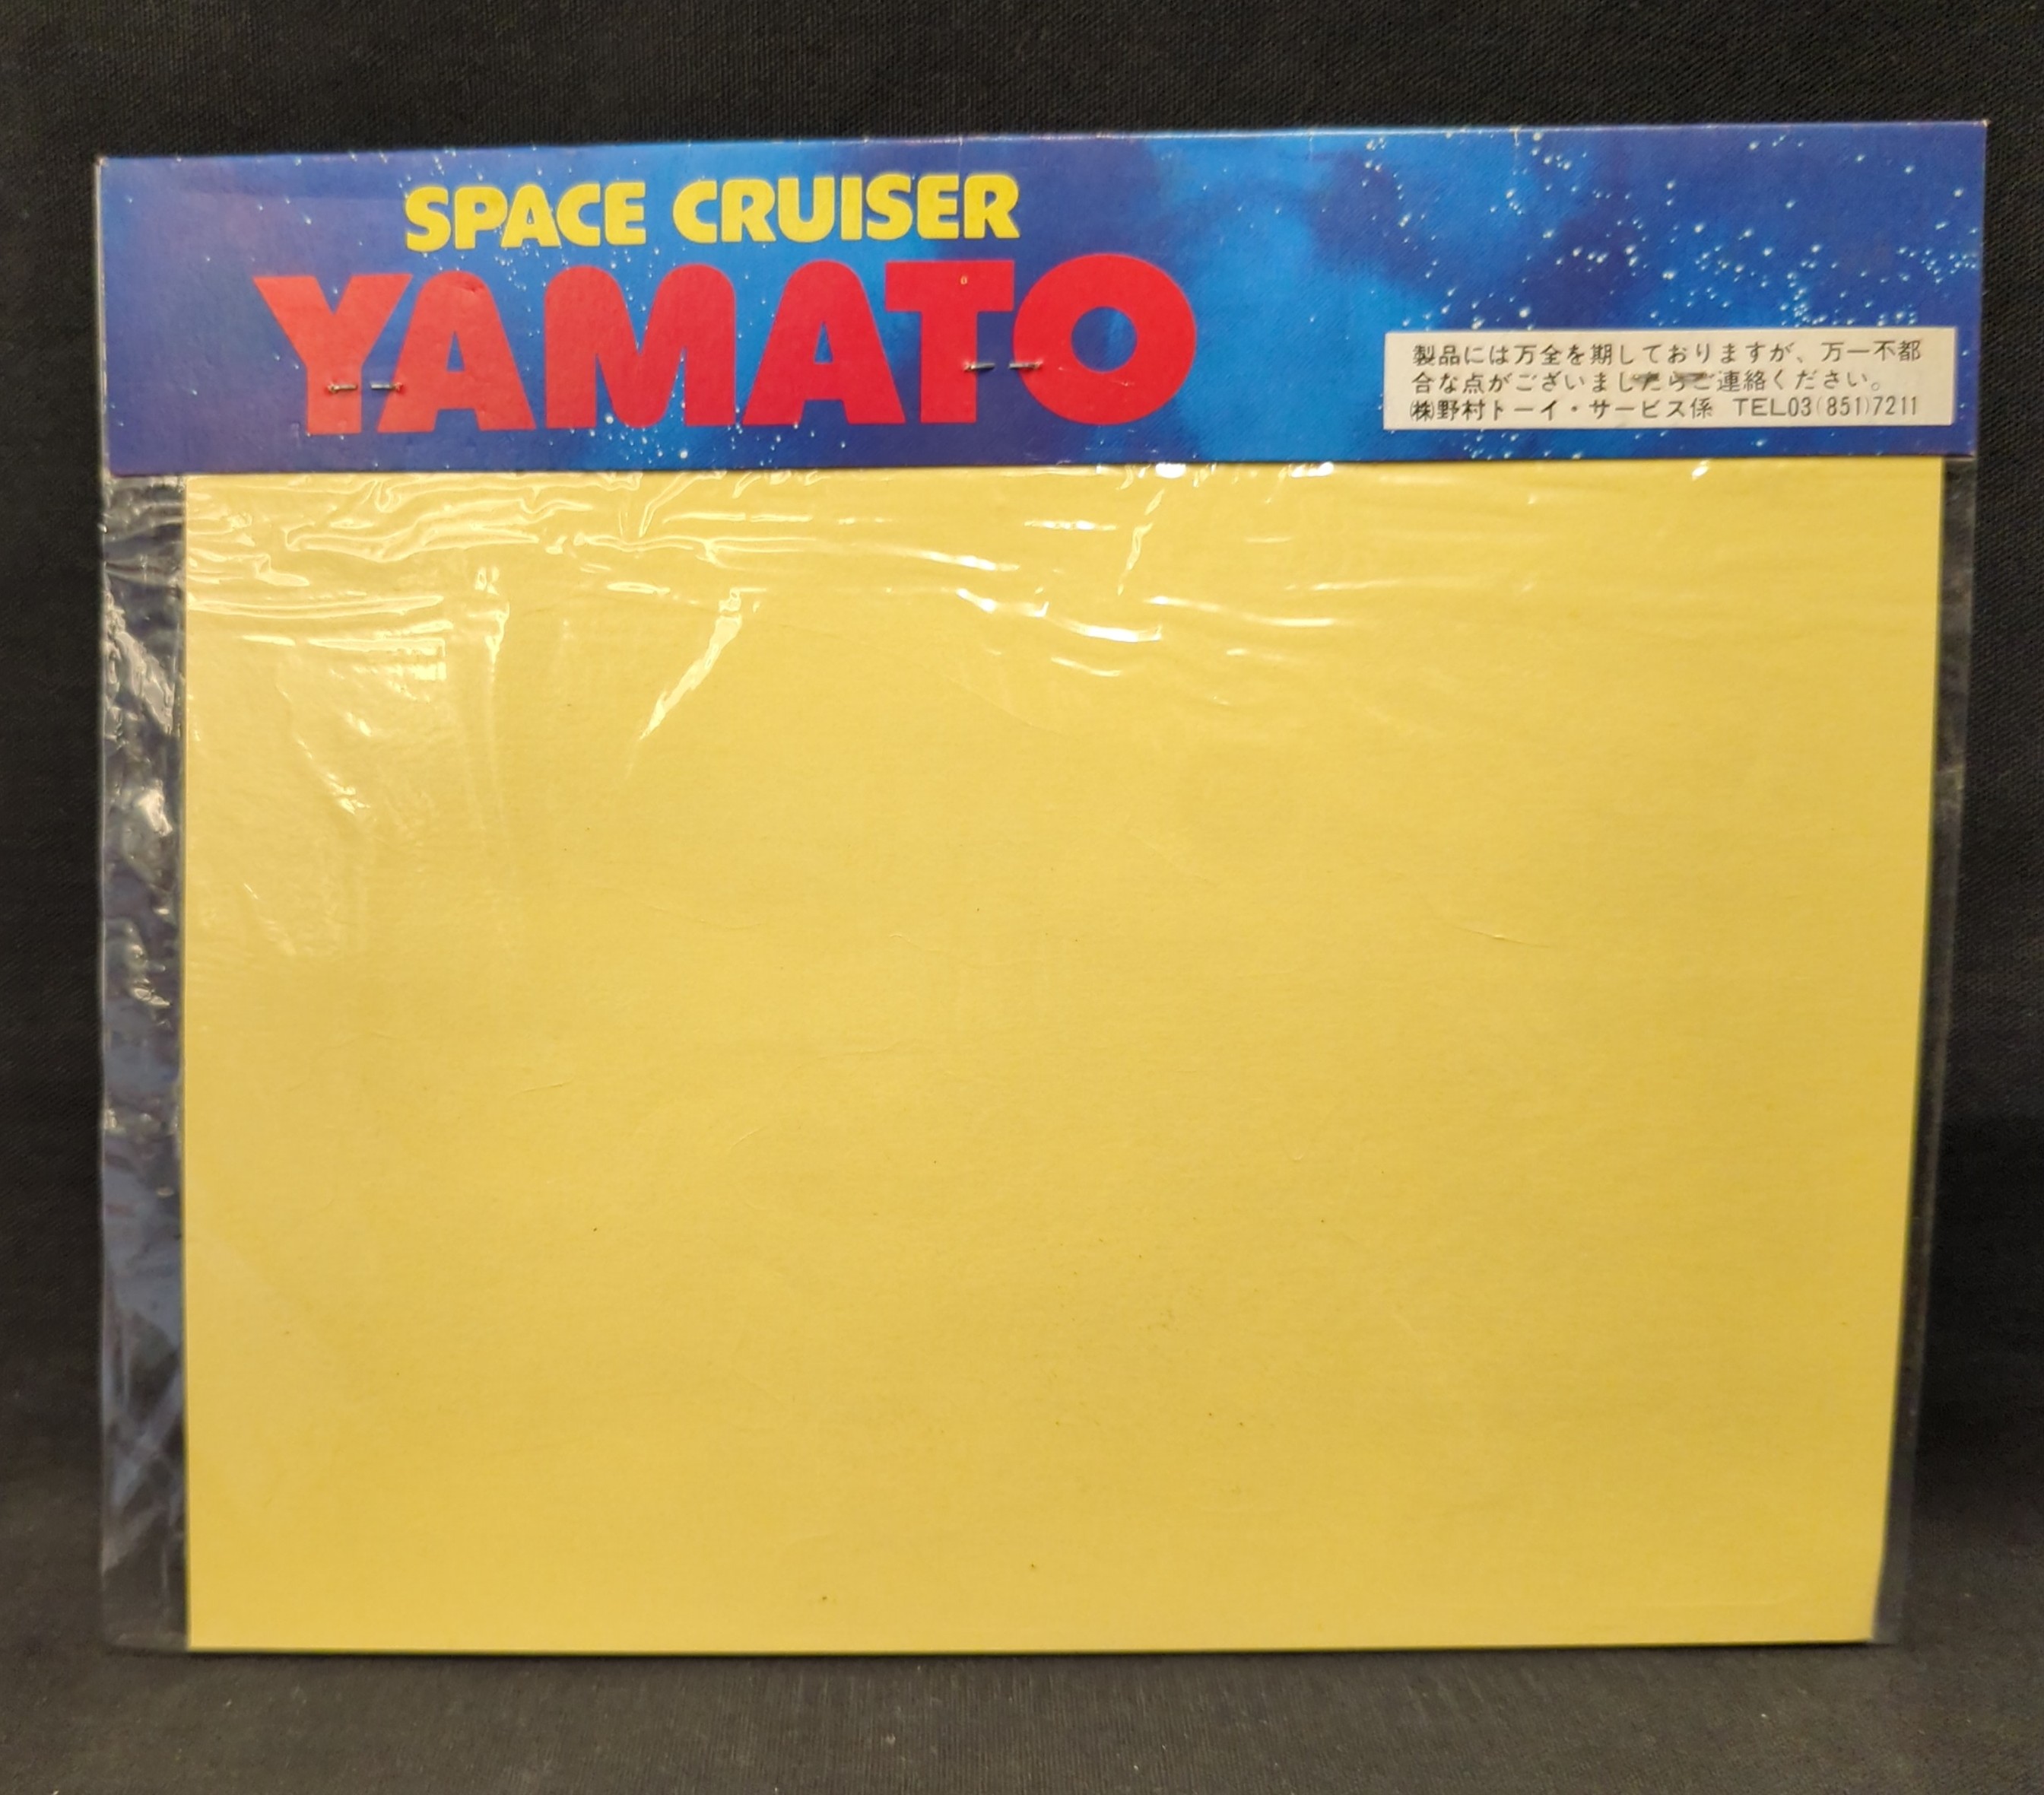 SPACE CRUISER
YAMATO
製品には万全を期しておりますが、万一不都
合な点がございましたらご連絡ください。
㈱野村トーイ・サービス係 TEL03(851)7211